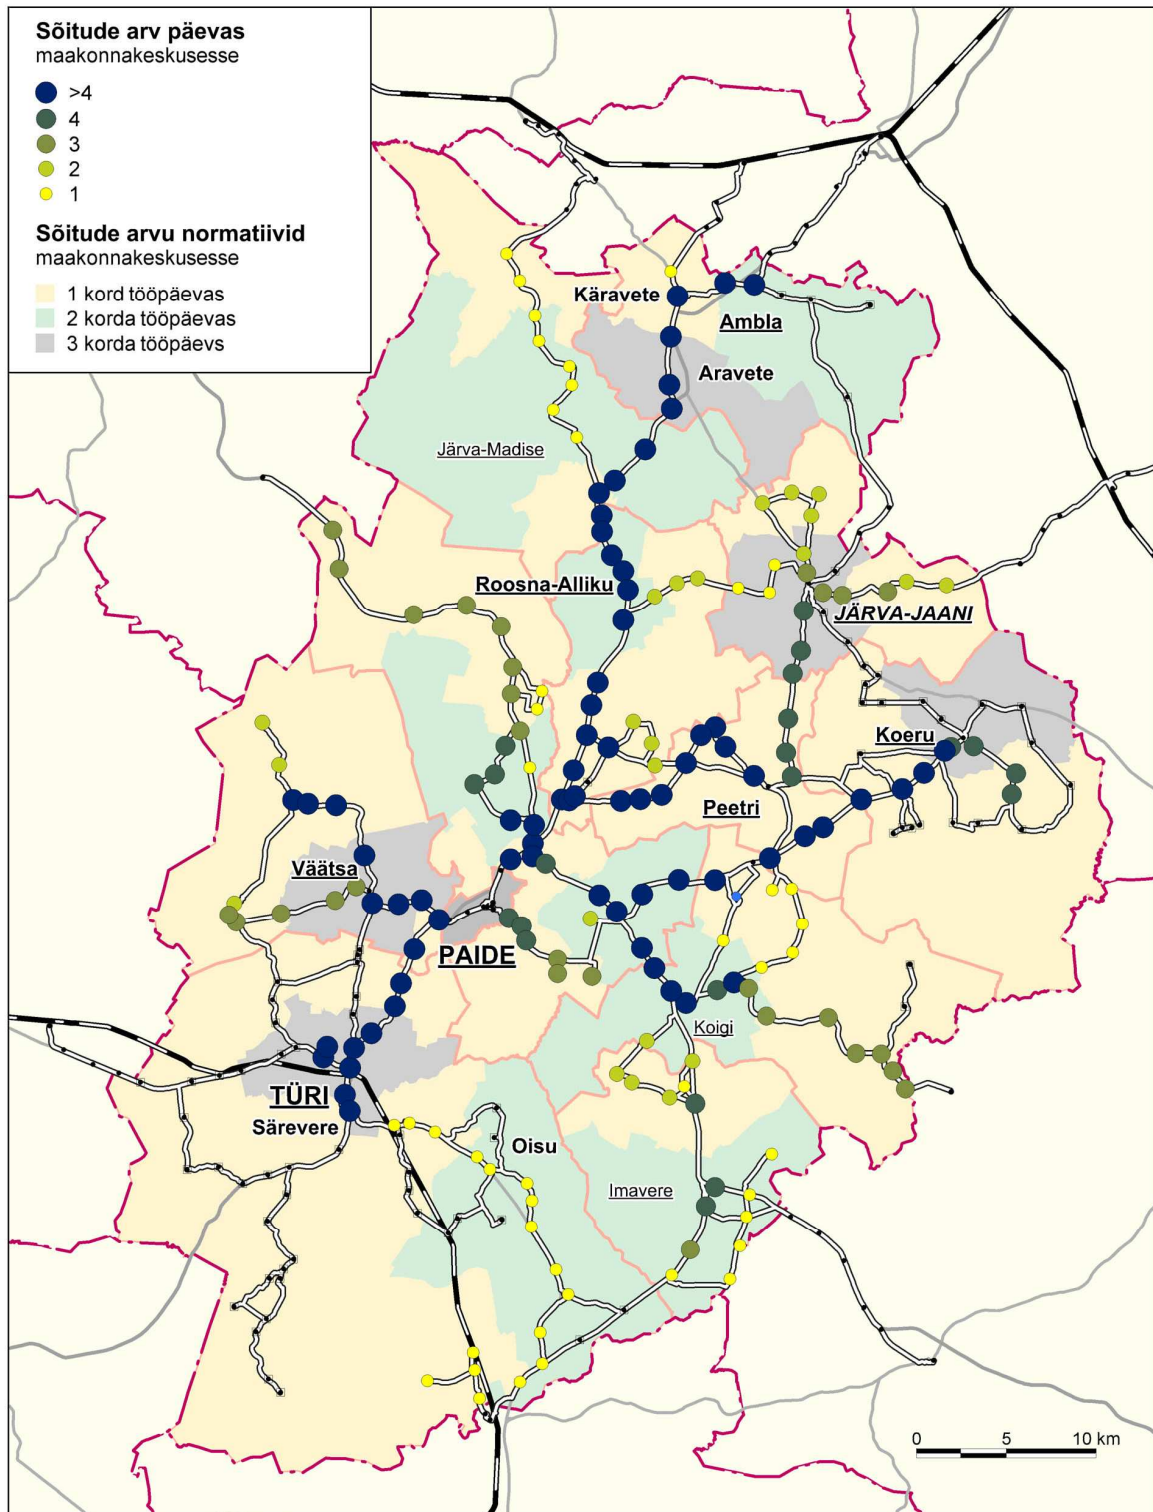 Sõitude arv päevas
maakonnakeskusesse
>4
4
3
2
1
Sõitude arvu normatiivid
maakonnakeskusesse
1 kord tööpäevas
2 korda tööpäevas
3 korda tööpäevs
Käravete
Ambla
Aravete
Järva-Madise
Roosna-Alliku
JÄRVA-JAANI
Koeru
Peetri
Väätsa
PAIDE
Koigi
TÜRI
Särevere
Oisu
Imavere
0 5 10 km